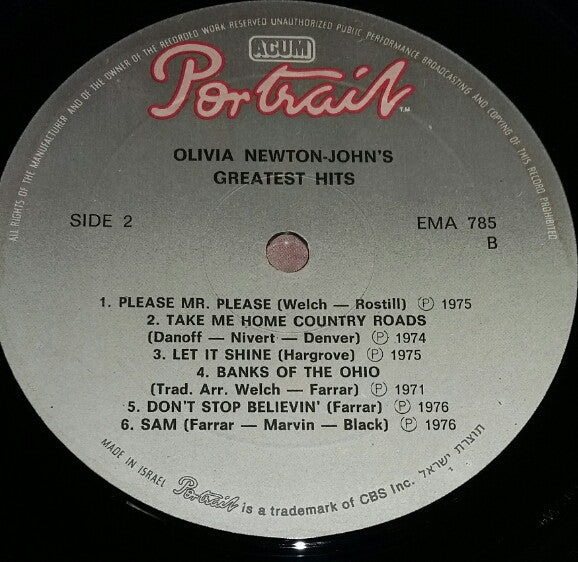 ALL RIGHTS OF THE MANUFACTURER AND OF THE OWNER OF THE RECORDED WORK RESERVED UNAUTHORIZED PUBLIC PERFORMANCE BROADCASTING AND COPYING OF THIS RECORD PROHIBITED
ACUM
Portrait TM
OLIVIA NEWTON-JOHN'S
GREATEST HITS
SIDE 2
EMA 785
B
1. PLEASE MR. PLEASE (Welch — Rostill) Ⓟ 1975
2. TAKE ME HOME COUNTRY ROADS
(Danoff — Nivert — Denver) Ⓟ 1974
3. LET IT SHINE (Hargrove) Ⓟ 1975
4. BANKS OF THE OHIO
(Trad. Arr. Welch — Farrar) Ⓟ 1971
5. DON'T STOP BELIEVIN' (Farrar) Ⓟ 1976
6. SAM (Farrar — Marvin — Black) Ⓟ 1976
MADE IN ISRAEL
Portrait is a trademark of CBS Inc.
תוצרת ישראל